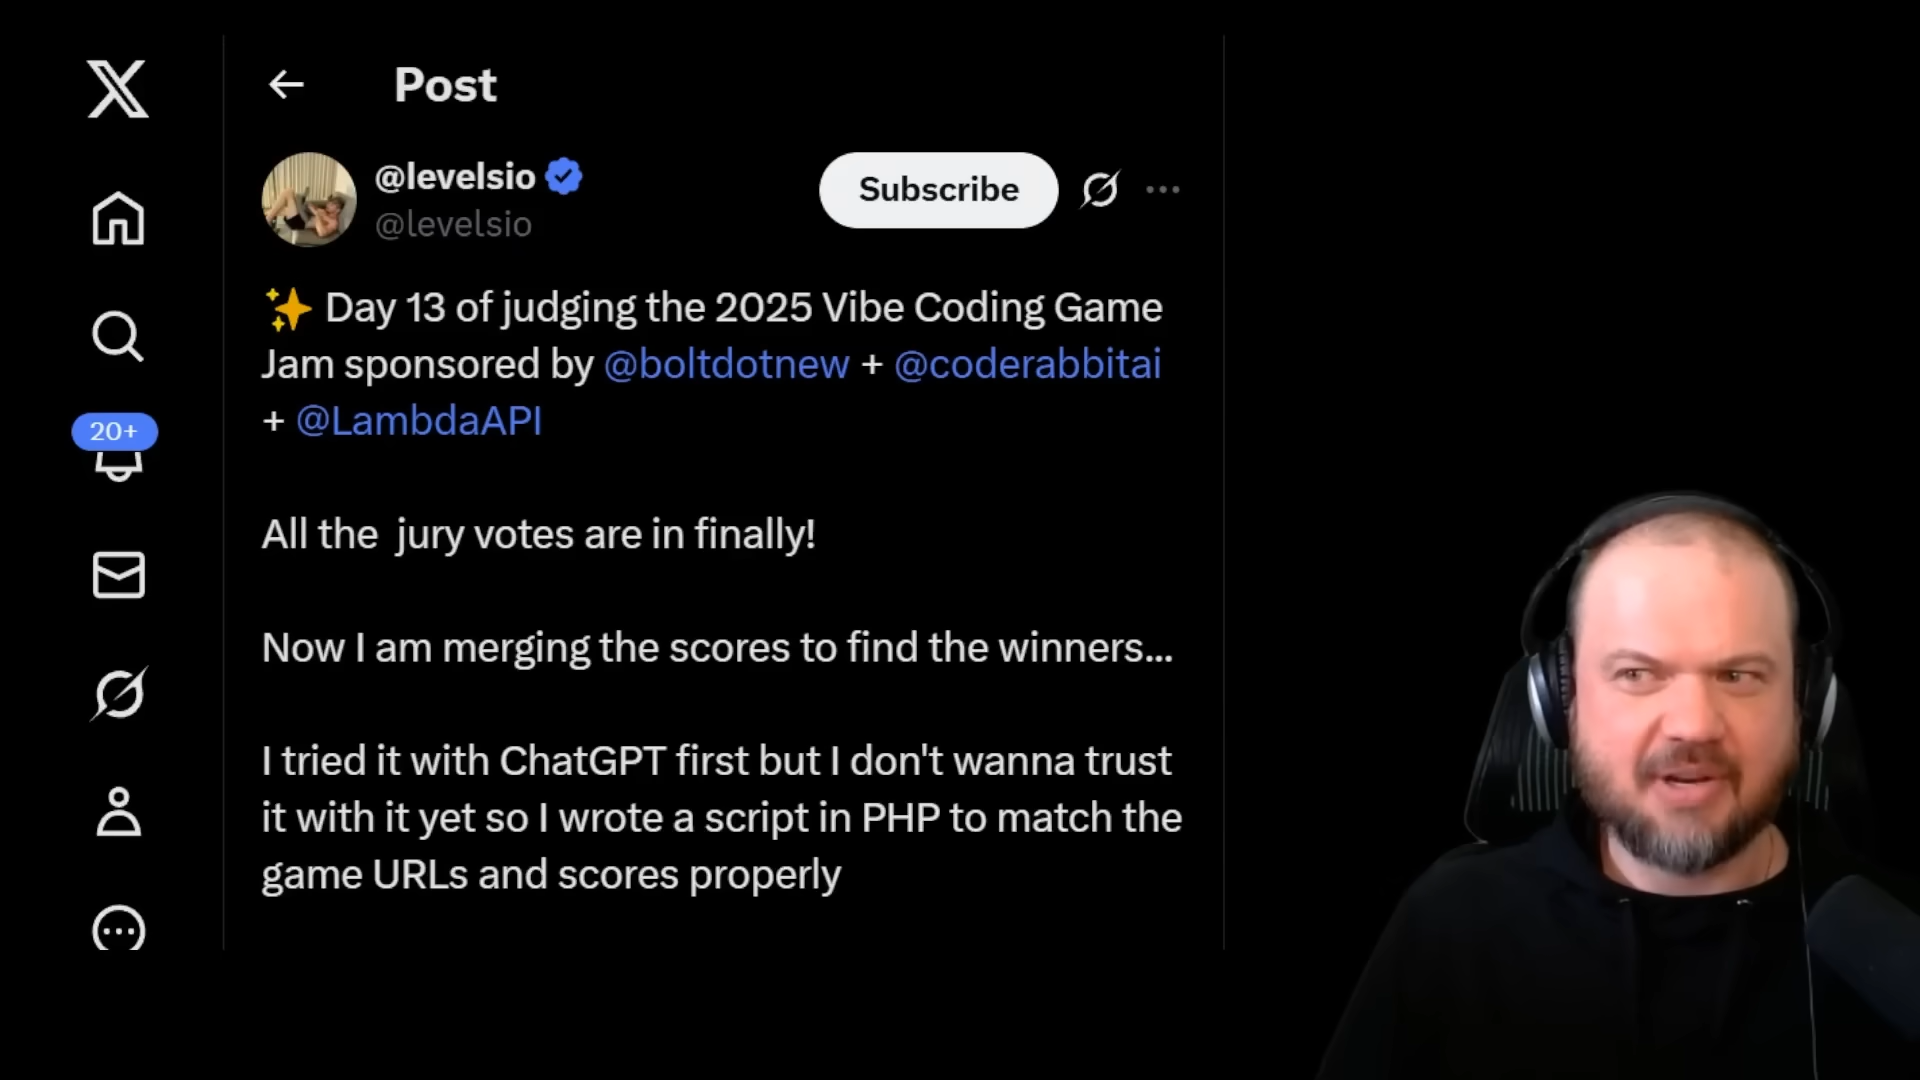 Post
@levelsio
@levelsio
Subscribe
✨ Day 13 of judging the 2025 Vibe Coding Game
Jam sponsored by @boltdotnew + @coderabbitai
+ @LambdaAPI
20+
All the  jury votes are in finally!
Now I am merging the scores to find the winners...
I tried it with ChatGPT first but I don't wanna trust
it with it yet so I wrote a script in PHP to match the
game URLs and scores properly